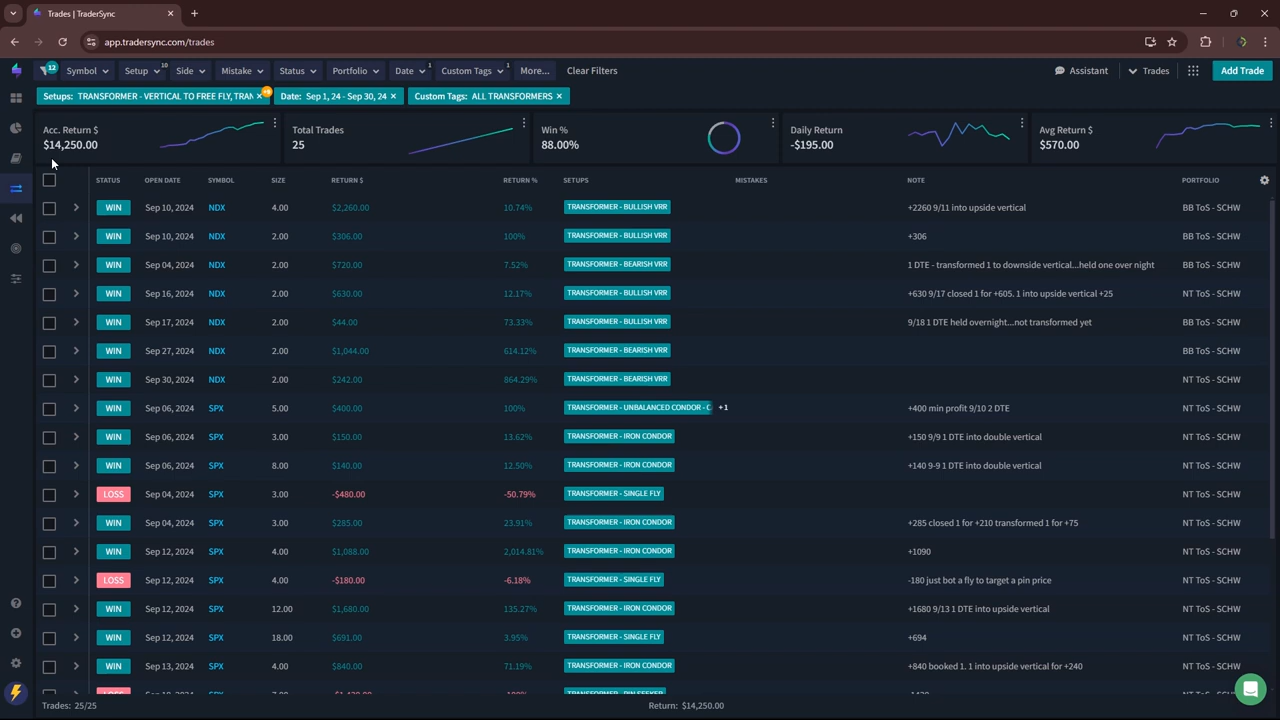 Trades | TraderSync
app.tradersync.com/trades
12 Symbol Setup 10 Side Mistake Status Portfolio Date 1 Custom Tags 1 More... Clear Filters Assistant Trades Add Trade
Setups: TRANSFORMER - VERTICAL TO FREE FLY, TRAN +9 Date: Sep 1, 24 - Sep 30, 24 Custom Tags: ALL TRANSFORMERS
Acc. Return $ Total Trades Win % Daily Return Avg Return $
$14,250.00 25 88.00% -$195.00 $570.00
STATUS OPEN DATE SYMBOL SIZE RETURN $ RETURN % SETUPS MISTAKES NOTE PORTFOLIO
WIN Sep 10, 2024 NDX 4.00 $2,260.00 10.74% TRANSFORMER - BULLISH VRR +2260 9/11 into upside vertical BB ToS - SCHW
WIN Sep 10, 2024 NDX 2.00 $306.00 100% TRANSFORMER - BULLISH VRR +306 BB ToS - SCHW
WIN Sep 04, 2024 NDX 2.00 $720.00 7.52% TRANSFORMER - BEARISH VRR 1 DTE - transformed 1 to downside vertical...held one over night BB ToS - SCHW
WIN Sep 16, 2024 NDX 2.00 $630.00 12.17% TRANSFORMER - BULLISH VRR +630 9/17 closed 1 for +605. 1 into upside vertical +25 NT ToS - SCHW
WIN Sep 17, 2024 NDX 2.00 $44.00 73.33% TRANSFORMER - BULLISH VRR 9/18 1 DTE held overnight...not transformed yet BB ToS - SCHW
WIN Sep 27, 2024 NDX 2.00 $1,044.00 614.12% TRANSFORMER - BEARISH VRR BB ToS - SCHW
WIN Sep 30, 2024 NDX 2.00 $242.00 864.29% TRANSFORMER - BEARISH VRR NT ToS - SCHW
WIN Sep 06, 2024 SPX 5.00 $400.00 100% TRANSFORMER - UNBALANCED CONDOR - C +1 +400 min profit 9/10 2 DTE NT ToS - SCHW
WIN Sep 06, 2024 SPX 3.00 $150.00 13.62% TRANSFORMER - IRON CONDOR +150 9/9 1 DTE into double vertical NT ToS - SCHW
WIN Sep 06, 2024 SPX 8.00 $140.00 12.50% TRANSFORMER - IRON CONDOR +140 9-9 1 DTE into double vertical NT ToS - SCHW
LOSS Sep 04, 2024 SPX 3.00 -$480.00 -50.79% TRANSFORMER - SINGLE FLY NT ToS - SCHW
WIN Sep 04, 2024 SPX 3.00 $285.00 23.91% TRANSFORMER - IRON CONDOR +285 closed 1 for +210 transformed 1 for +75 NT ToS - SCHW
WIN Sep 12, 2024 SPX 4.00 $1,088.00 2,014.81% TRANSFORMER - IRON CONDOR +1090 NT ToS - SCHW
LOSS Sep 12, 2024 SPX 4.00 -$180.00 -6.18% TRANSFORMER - SINGLE FLY -180 just bot a fly to target a pin price NT ToS - SCHW
WIN Sep 12, 2024 SPX 12.00 $1,680.00 135.27% TRANSFORMER - IRON CONDOR +1680 9/13 1 DTE into upside vertical NT ToS - SCHW
WIN Sep 12, 2024 SPX 18.00 $691.00 3.95% TRANSFORMER - SINGLE FLY +694 NT ToS - SCHW
WIN Sep 13, 2024 SPX 4.00 $840.00 71.19% TRANSFORMER - IRON CONDOR +840 booked 1. 1 into upside vertical for +240 NT ToS - SCHW
Trades: 25/25 Return: $14,250.00